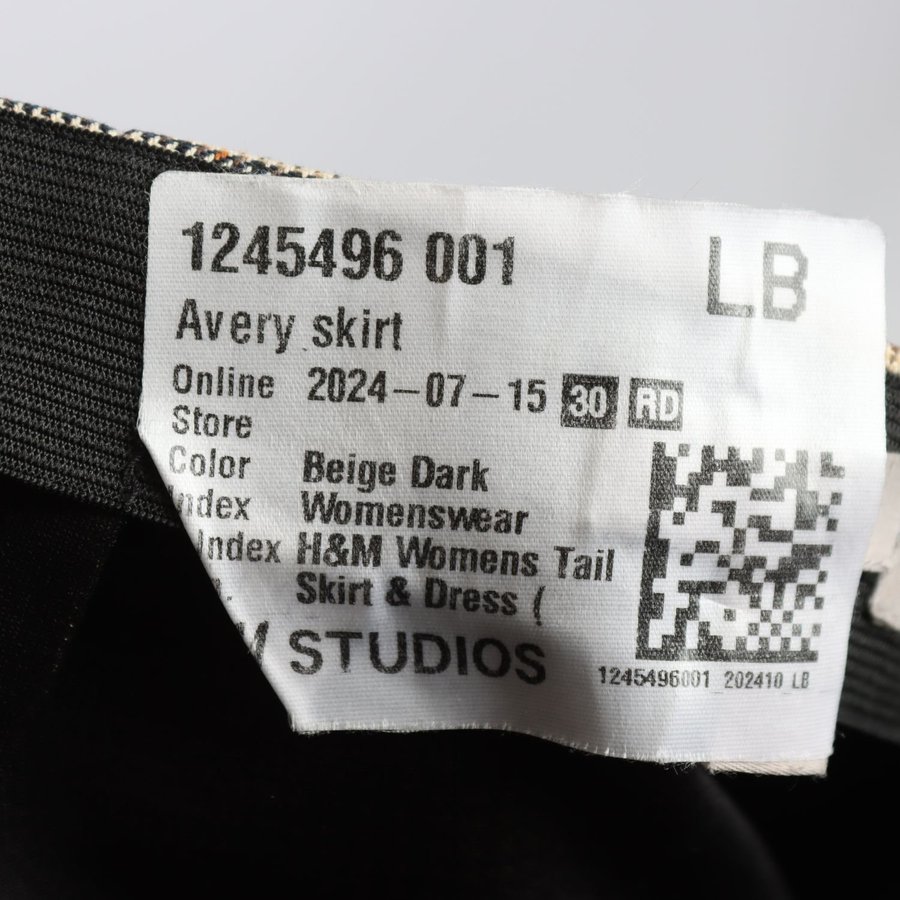 1245496 001
LB
Avery skirt
Online 2024-07-15 30 RD
Store
Color Beige Dark
ndex Womenswear
Index H&M Womens Tail
Skirt & Dress (
STUDIOS
1245496001_202410_LB